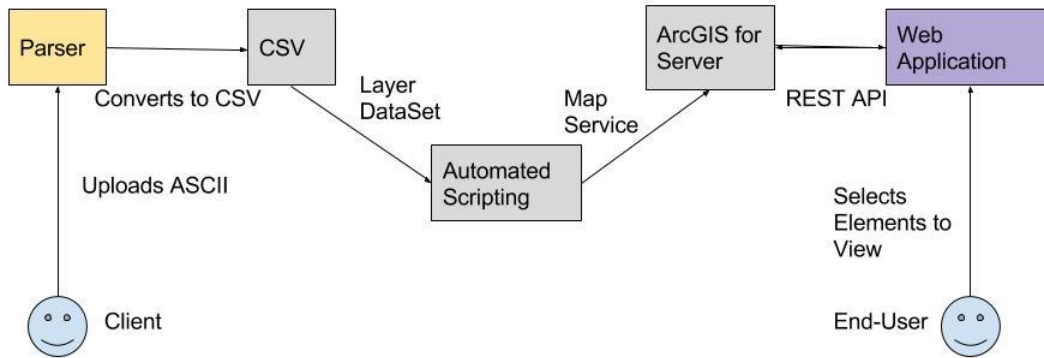 Parser
CSV
ArcGIS for
Server
Web
Application
Converts to CSV
Layer
DataSet
Map
Service
REST API
Automated
Scripting
Uploads ASCII
Selects
Elements to
View
Client
End-User